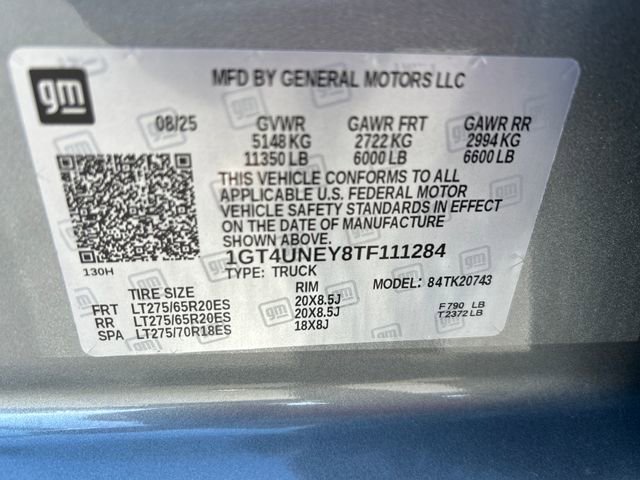 gm
MFD BY GENERAL MOTORS LLC
08/25 GVWR GAWR FRT GAWR RR
5148 KG 2722 KG 2994 KG
11350 LB 6000 LB 6600 LB
THIS VEHICLE CONFORMS TO ALL
APPLICABLE U.S. FEDERAL MOTOR
VEHICLE SAFETY STANDARDS IN EFFECT
ON THE DATE OF MANUFACTURE
SHOWN ABOVE.
130H
1GT4UNEY8TF111284
TYPE: TRUCK MODEL: 84TK20743
TIRE SIZE RIM
FRT LT275/65R20ES 20X8.5J F 790 LB
RR LT275/65R20ES 20X8.5J T2372 LB
SPA LT275/70R18ES 18X8J